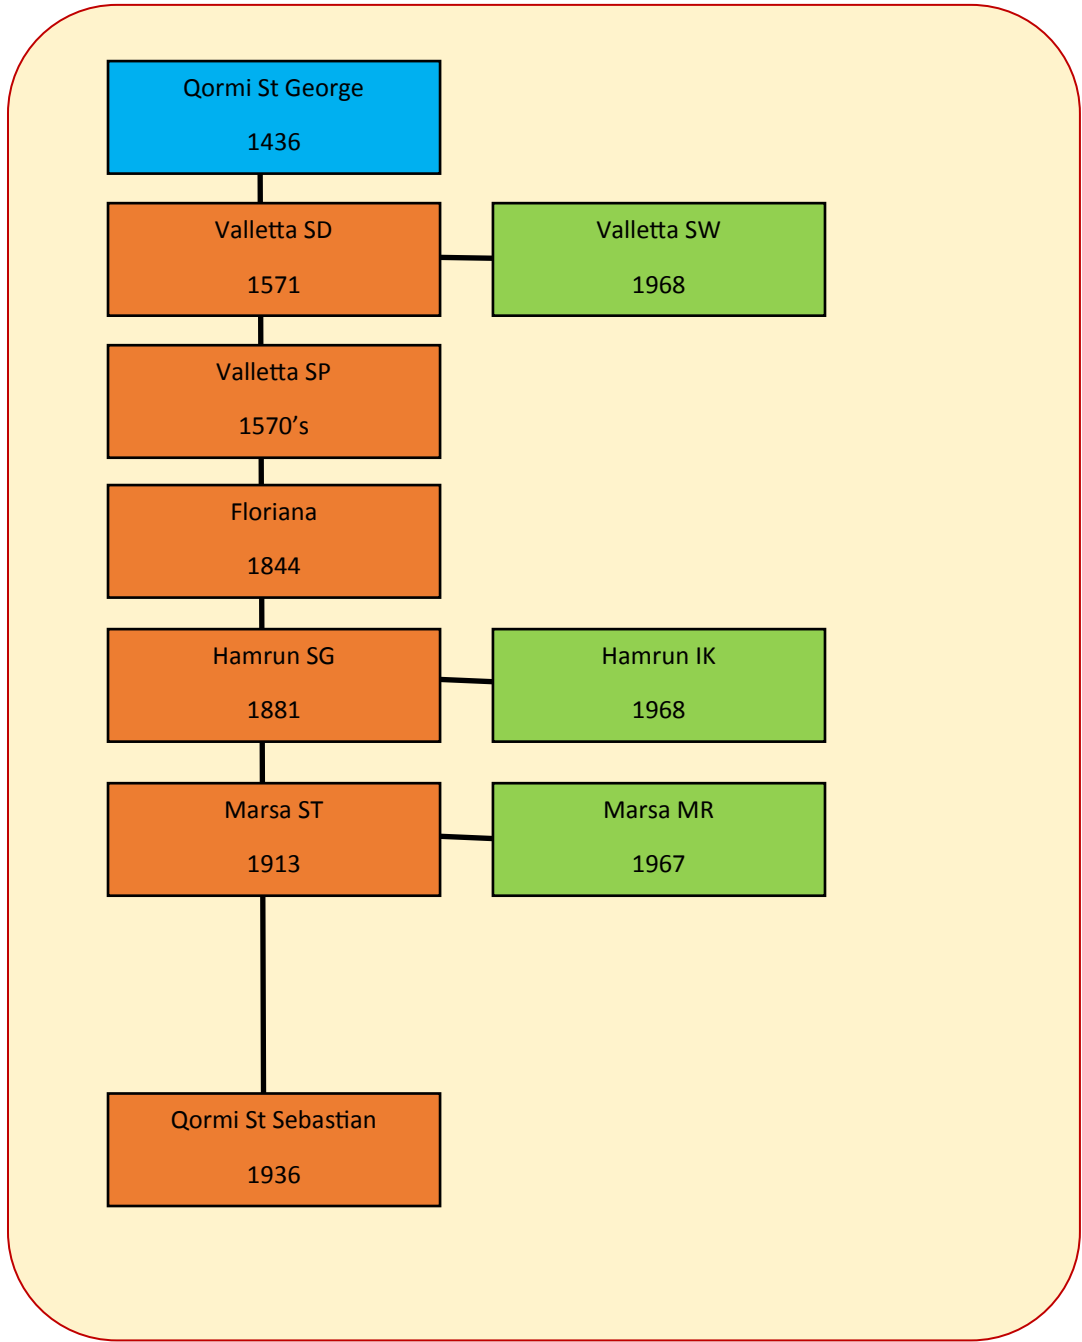 Qormi St George
1436
Valletta SD
1571
Valletta SW
1968
Valletta SP
1570’s
Floriana
1844
Hamrun SG
1881
Hamrun IK
1968
Marsa ST
1913
Marsa MR
1967
Qormi St Sebastian
1936